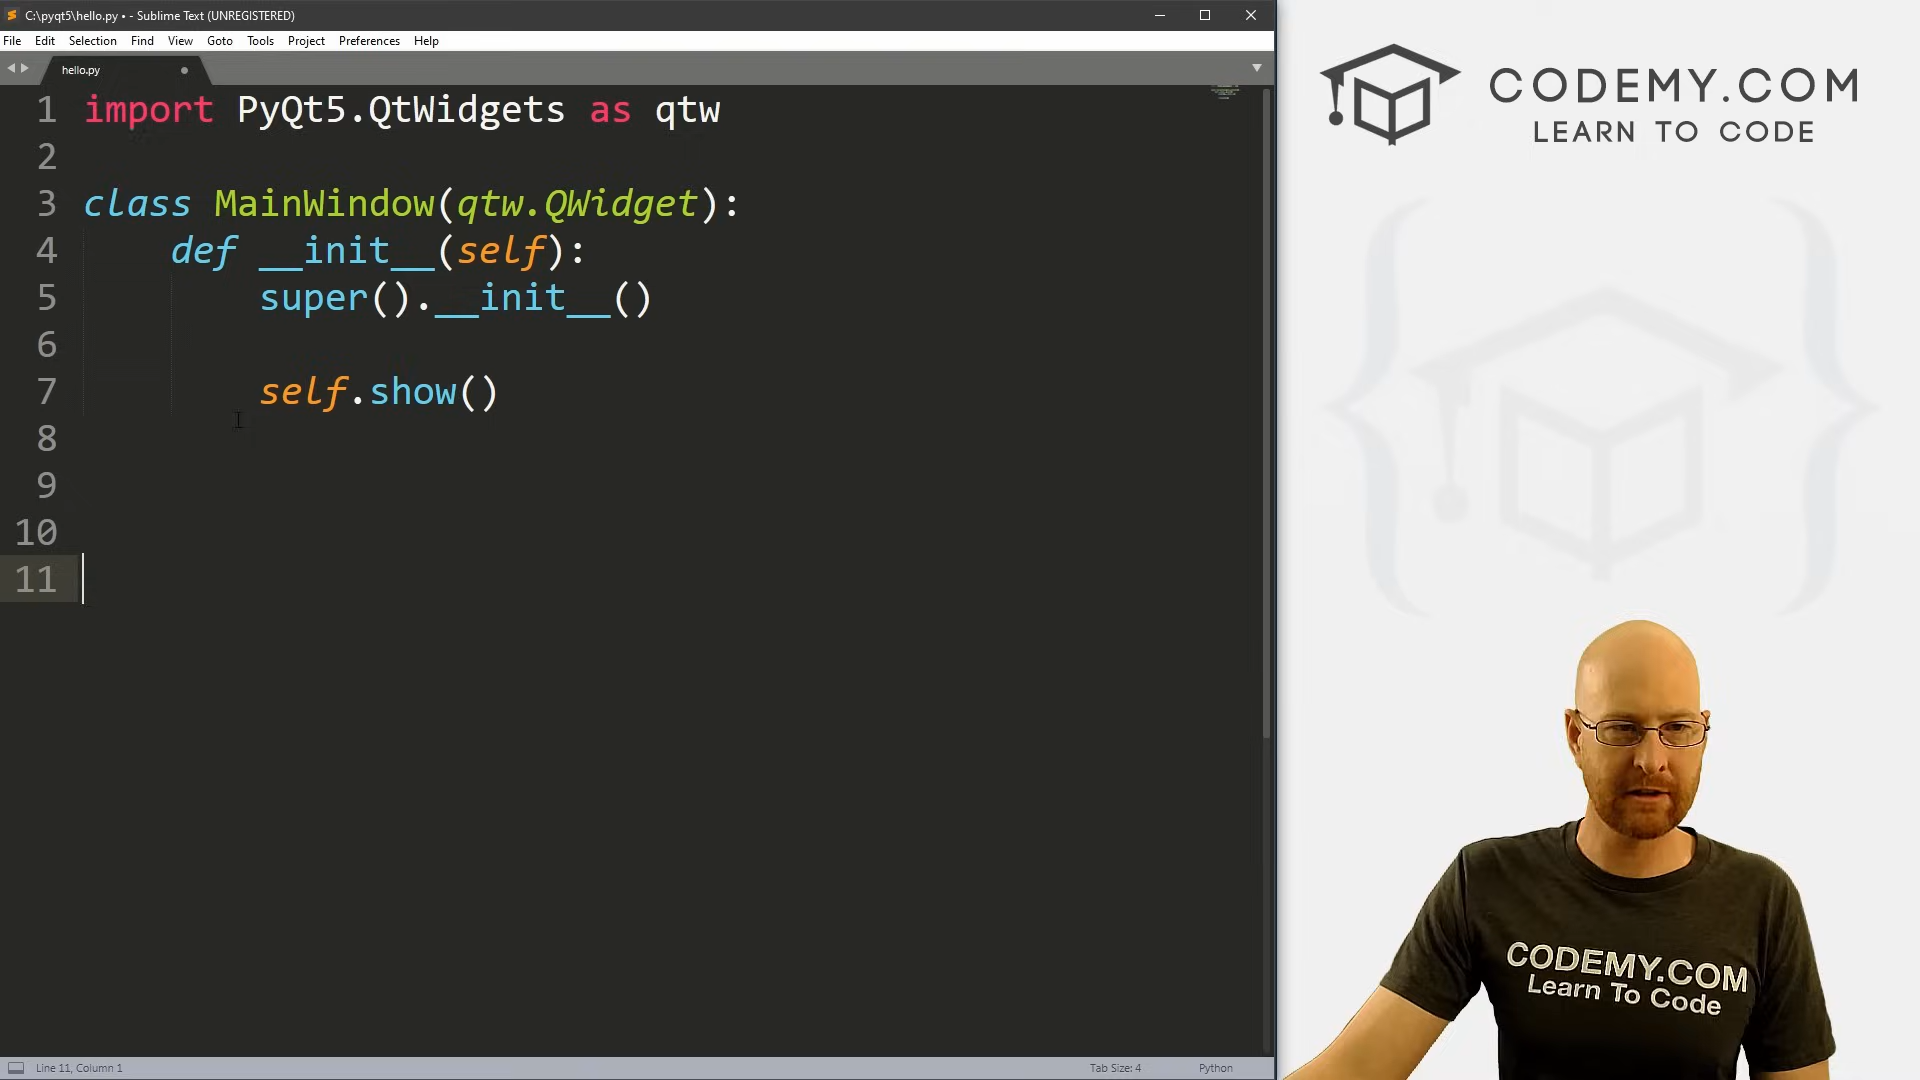 C:\pyqt5\hello.py • - Sublime Text (UNREGISTERED)
File Edit Selection Find View Goto Tools Project Preferences Help
hello.py
1 import PyQt5.QtWidgets as qtw
2
3 class MainWindow(qtw.QWidget):
4 def __init__(self):
5 super().__init__()
6
7 self.show()
8
9
10
11
Line 11, Column 1
Tab Size: 4
Python
CODEMY.COM
LEARN TO CODE
CODEMY.COM
Learn To Code